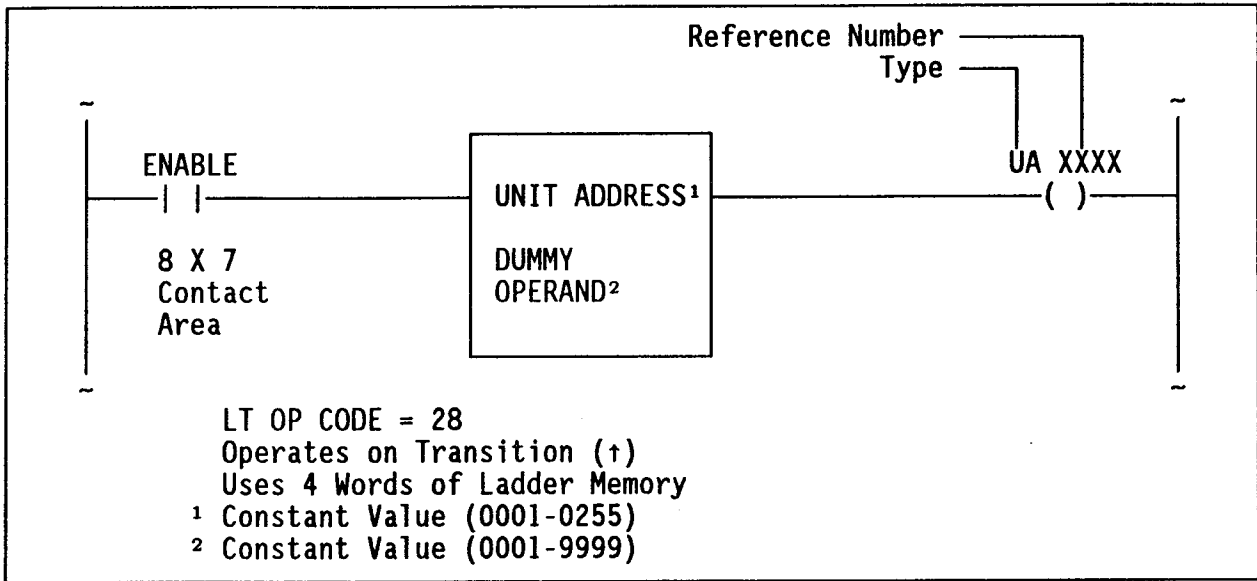 Reference Number
Type
~ ~
ENABLE
UA XXXX
UNIT ADDRESS¹
( )
8 X 7
Contact
Area
DUMMY
OPERAND²
~ ~
LT OP CODE = 28
Operates on Transition (↑)
Uses 4 Words of Ladder Memory
¹ Constant Value (0001-0255)
² Constant Value (0001-9999)